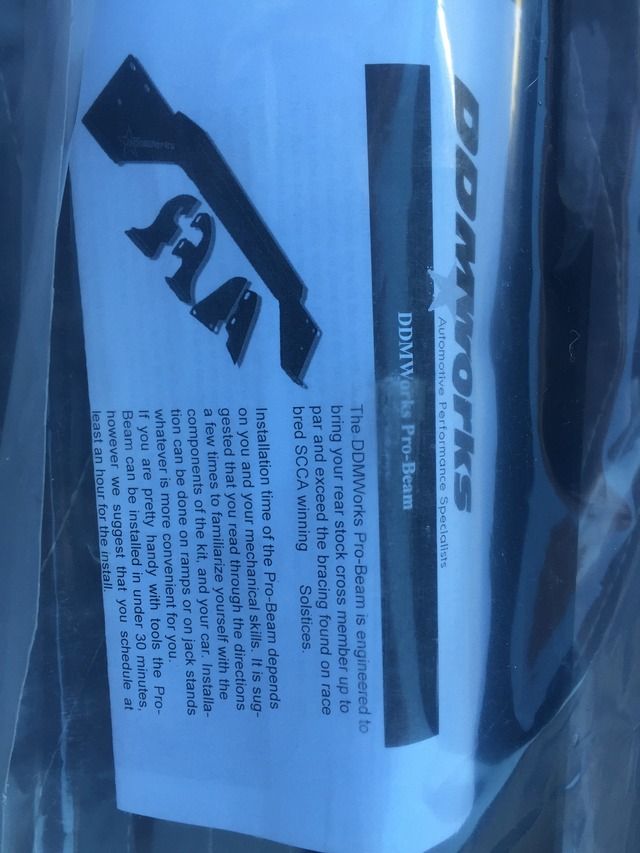 DDMWorks
Automotive Performance Specialists
DDMWorks Pro-Beam
The DDMWorks Pro-Beam is engineered to
bring your rear stock cross member up to
par and exceed the bracing found on race
bred SCCA winning Solstices.
Installation time of the Pro-Beam depends
on you and your mechanical skills. It is sug-
gested that you read through the directions
a few times to familiarize yourself with the
components of the kit, and your car. Installa-
tion can be done on ramps or on jack stands
whatever is more convenient for you.
If you are pretty handy with tools the Pro-
Beam can be installed in under 30 minutes,
however we suggest that you schedule at
least an hour for the install.